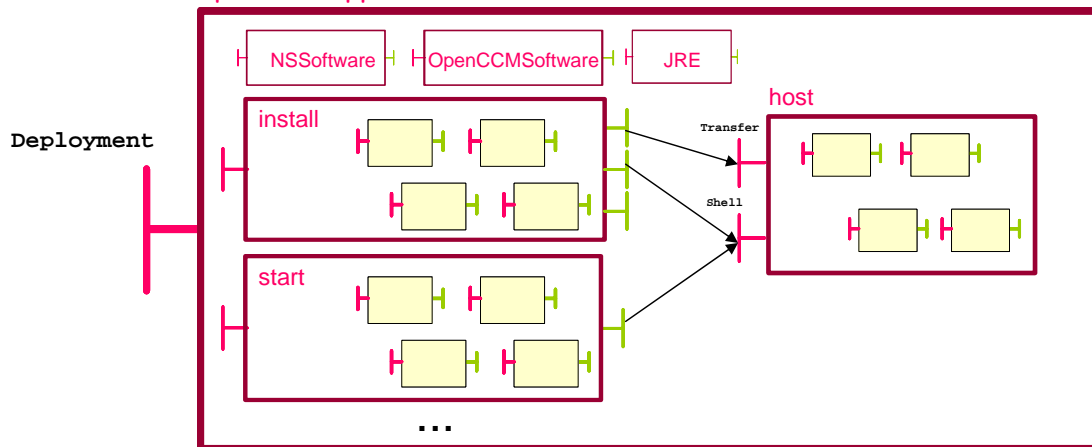 NSSoftware
OpenCCMSoftware
JRE
install
host
Deployment
Transfer
Shell
start
...